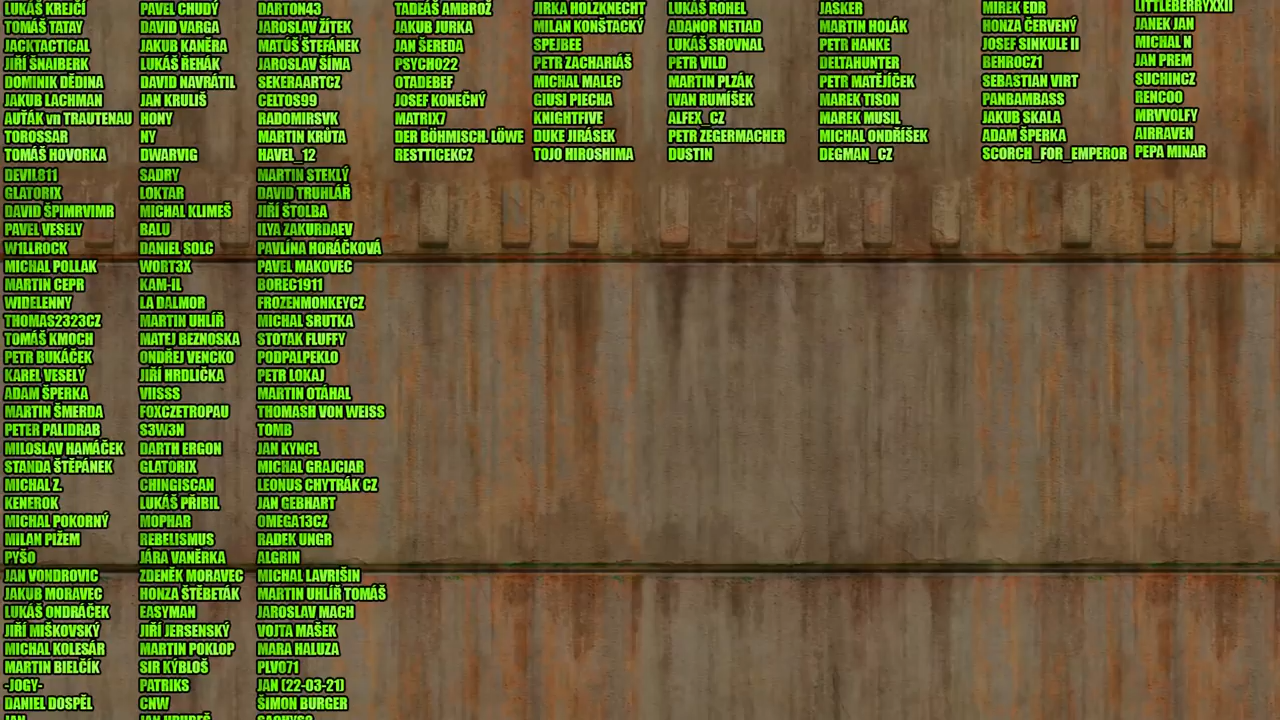 LUKÁŠ KREJČÍ
TOMÁŠ TATAY
JACKTACTICAL
JIŘÍ ŠNAIBERK
DOMINIK DĚDINA
JAKUB LACHMAN
AUŤÁK vn TRAUTENAU
TOROSSAR
TOMÁŠ HOVORKA
DEVIL811
GLATORIX
DAVID ŠPIMRVIMR
PAVEL VESELY
W1LLROCK
MICHAL POLLAK
MARTIN CEPR
WIDELENNY
THOMAS2323CZ
TOMÁŠ KMOCH
PETR BUKÁČEK
KAREL VESELÝ
ADAM ŠPERKA
MARTIN ŠMERDA
PETER PALIDRAB
MILOSLAV HAMÁČEK
STANDA ŠTĚPÁNEK
MICHAL Z.
KENEROK
MICHAL POKORNÝ
MILAN PIŽEM
PYŠO
JAN VONDROVIC
JAKUB MORAVEC
LUKÁŠ ONDRÁČEK
JIŘÍ MIŠKOVSKÝ
MICHAL KOLESÁR
MARTIN BIELČÍK
-JOGY-
DANIEL DOSPĚL
PAVEL CHUDÝ
DAVID VARGA
JAKUB KANĚRA
LUKÁŠ ŘEHÁK
DAVID NAVRÁTIL
JAN KRULIŠ
HONY
NY
DWARVIG
SADRY
LOKTAR
MICHAL KLIMEŠ
BALU
DANIEL SOLC
WORT3X
KAM-IL
LA DALMOR
MARTIN UHLÍŘ
MATEJ BEZNOSKA
ONDŘEJ VENCKO
JIŘÍ HRDLIČKA
VIISSS
FOXCZETROPAU
S3W3N
DARTH ERGON
GLATORIX
CHINGISCAN
LUKÁŠ PŘIBIL
MOPHAR
REBELISMUS
JÁRA VANĚRKA
ZDENĚK MORAVEC
HONZA ŠTĚBETÁK
EASYMAN
JIŘÍ JERSENSKÝ
MARTIN POKLOP
SIR KÝBLOŠ
PATRIKS
CNW
DARTON43
JAROSLAV ŽÍTEK
MATÚŠ ŠTEFÁNEK
JAROSLAV ŠÍMA
SEKERAARTCZ
CELTOS99
RADOMIRSVK
MARTIN KRŮTA
HAVEL_12
MARTIN STEKLÝ
DAVID TRUHLÁŘ
JIŘÍ ŠTOLBA
ILYA ZAKURDAEV
PAVLÍNA HORÁČKOVÁ
PAVEL MAKOVEC
BOREC1911
FROZENMONKEYCZ
MICHAL SRUTKA
STOTAK FLUFFY
PODPALPEKLO
PETR LOKAJ
MARTIN OTÁHAL
THOMASH VON WEISS
TOMB
JAN KYNCL
MICHAL GRAJCIAR
LEONUS CHYTRÁK CZ
JAN GEBHART
OMEGA13CZ
RADEK UNGR
ALGRIN
MICHAL LAVRIŠIN
MARTIN UHLÍŘ TOMÁŠ
JAROSLAV MACH
VOJTA MAŠEK
MARA HALUZA
PLV071
JAN (22-03-21)
ŠIMON BURGER
TADEÁŠ AMBROŽ
JAKUB JURKA
JAN ŠEREDA
PSYCHO22
OTADEBEF
JOSEF KONEČNÝ
MATRIX7
DER BÖHMISCH. LÖWE
RESTTICEKCZ
JIRKA HOLZKNECHT
MILAN KONŠTACKÝ
SPEJBEE
PETR ZACHARIÁŠ
MICHAL MALEC
GIUSI PIECHA
KNIGHTFIVE
DUKE JIRÁSEK
TOJO HIROSHIMA
LUKÁŠ ROHEL
ADANOR NETIAD
LUKÁŠ SROVNAL
PETR VILD
MARTIN PLZÁK
IVAN RUMÍŠEK
ALFEX_CZ
PETR ZEGERMACHER
DUSTIN
JASKER
MARTIN HOLÁK
PETR HANKE
DELTAHUNTER
PETR MATĚJÍČEK
MAREK TISON
MAREK MUSIL
MICHAL ONDŘÍŠEK
DEGMAN_CZ
MIREK EDR
HONZA ČERVENÝ
JOSEF SINKULE II
BEHROCZ1
SEBASTIAN VIRT
PANBAMBASS
JAKUB SKALA
ADAM ŠPERKA
SCORCH_FOR_EMPEROR
LITTLEBERRYXXII
JANEK JAN
MICHAL N
JAN PREM
SUCHINCZ
RENCOO
MRVVOLFY
AIRRAVEN
PEPA MINAR